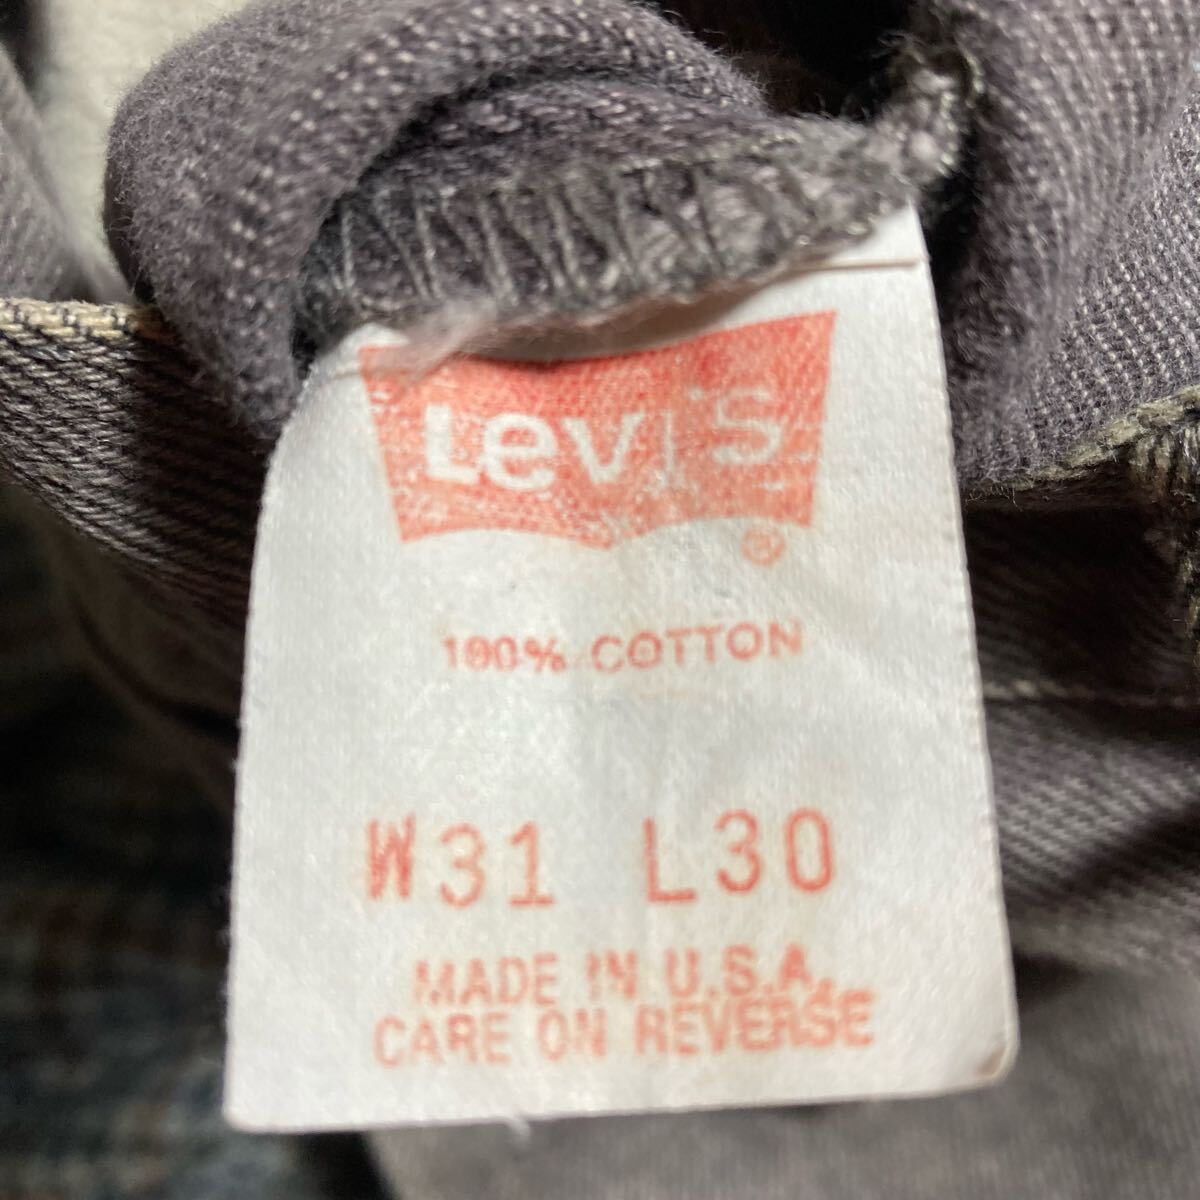 Levi's
®
100% COTTON
W31 L30
MADE IN U.S.A.
CARE ON REVERSE